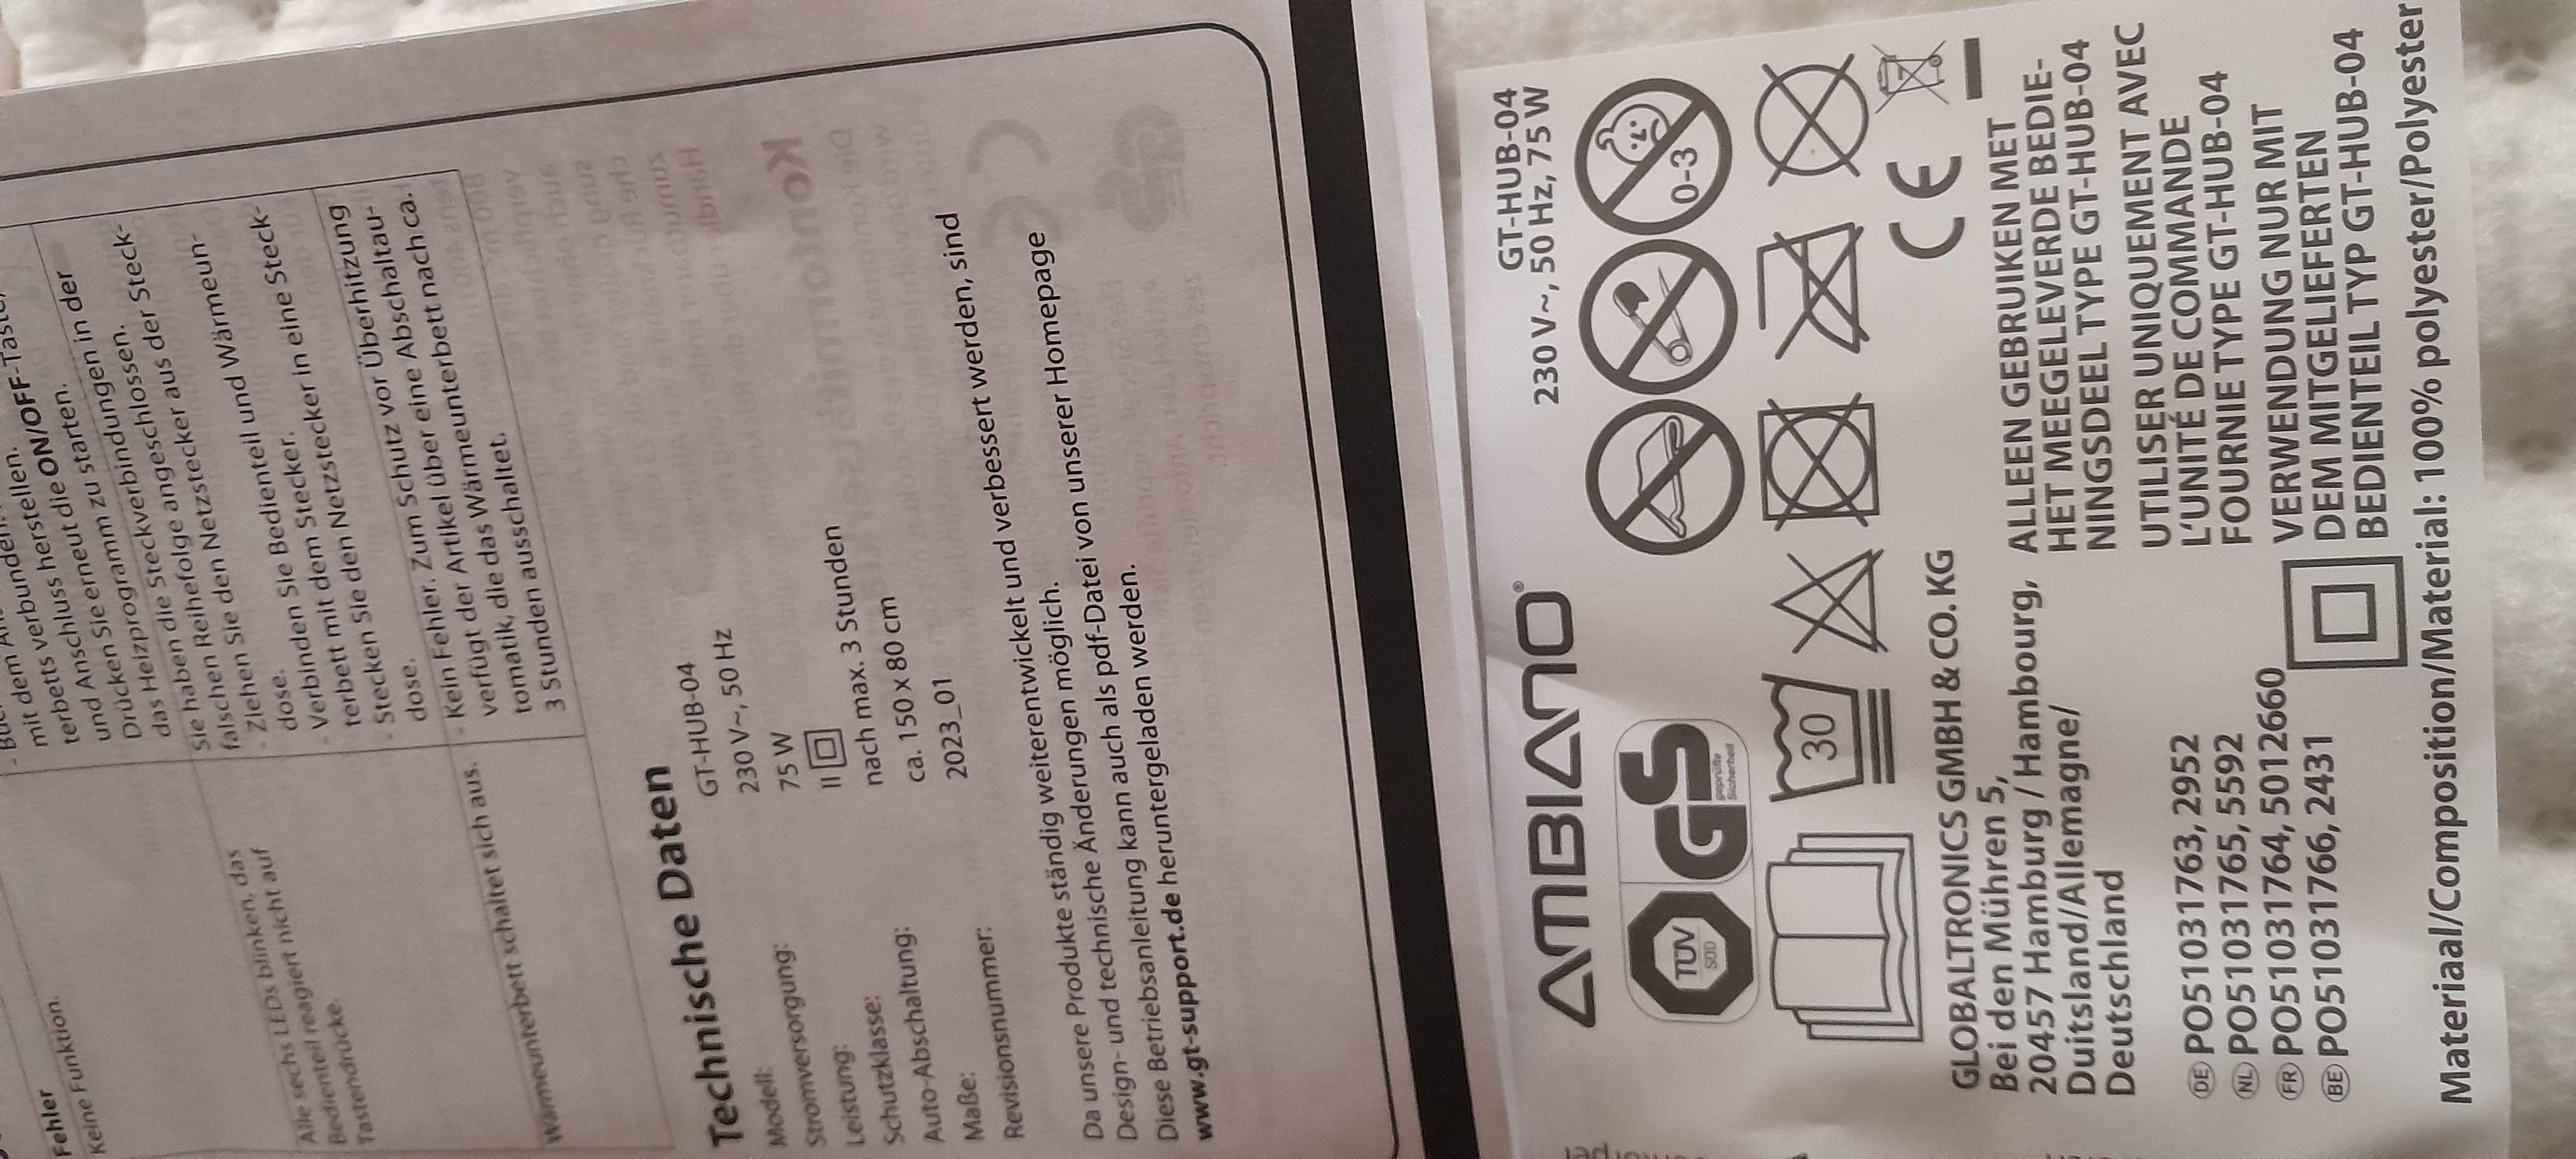 mit dem
mit dem verbundenen
terbetts Anschluss herstellen.
und Anschluss erneut die ON/OFF-Taste,
Drücken Sie erneut die ON/OFF-Taste
das Heizprogramm zu starten.
Fehler
Keine Funktion.
Sie haben die Steckverbindungen in der
falschen Reihenfolge angeschlossen.
- Ziehen Sie den Netzstecker aus der Steck-
dose.
- Verbinden Sie Bedienteil und Wärmeun-
terbett mit dem Stecker.
- Stecken Sie den Netzstecker in eine Steck-
dose.
Alle sechs LEDs blinken, das
Bedienteil reagiert nicht auf
Tastendrücke.
- Kein Fehler. Zum Schutz vor Überhitzung
verfügt der Artikel über eine Abschaltau-
tomatik, die das Wärmeunterbett nach ca.
3 Stunden ausschaltet.
Wärmeunterbett schaltet sich aus.
Technische Daten
Modell: GT-HUB-04
Stromversorgung: 230 V~, 50 Hz
Leistung: 75 W
Schutzklasse: II
Auto-Abschaltung: nach max. 3 Stunden
Maße: ca. 150 x 80 cm
Revisionsnummer: 2023_01
Da unsere Produkte ständig weiterentwickelt und verbessert werden, sind
Design- und technische Änderungen möglich.
Diese Betriebsanleitung kann auch als pdf-Datei von unserer Homepage
www.gt-support.de heruntergeladen werden.
AMBIANO®
GT-HUB-04
230 V~, 50 Hz, 75 W
TÜV
SÜD
GS
geprüfte
Sicherheit
0-3
30
CE
GLOBALTRONICS GMBH & CO. KG
Bei den Mühren 5,
20457 Hamburg / Hambourg,
Duitsland/Allemagne/
Deutschland
DE PO51031763, 2952
NL PO51031765, 5592
FR PO51031764, 5012660
BE PO51031766, 2431
ALLEEN GEBRUIKEN MET
HET MEEGELEVERDE BEDIE-
NINGSDEEL TYPE GT-HUB-04
UTILISER UNIQUEMENT AVEC
L'UNITÉ DE COMMANDE
FOURNIE TYPE GT-HUB-04
VERWENDUNG NUR MIT
DEM MITGELIEFERTEN
BEDIENTEIL TYP GT-HUB-04
Materiaal/Composition/Material: 100% polyester/Polyester